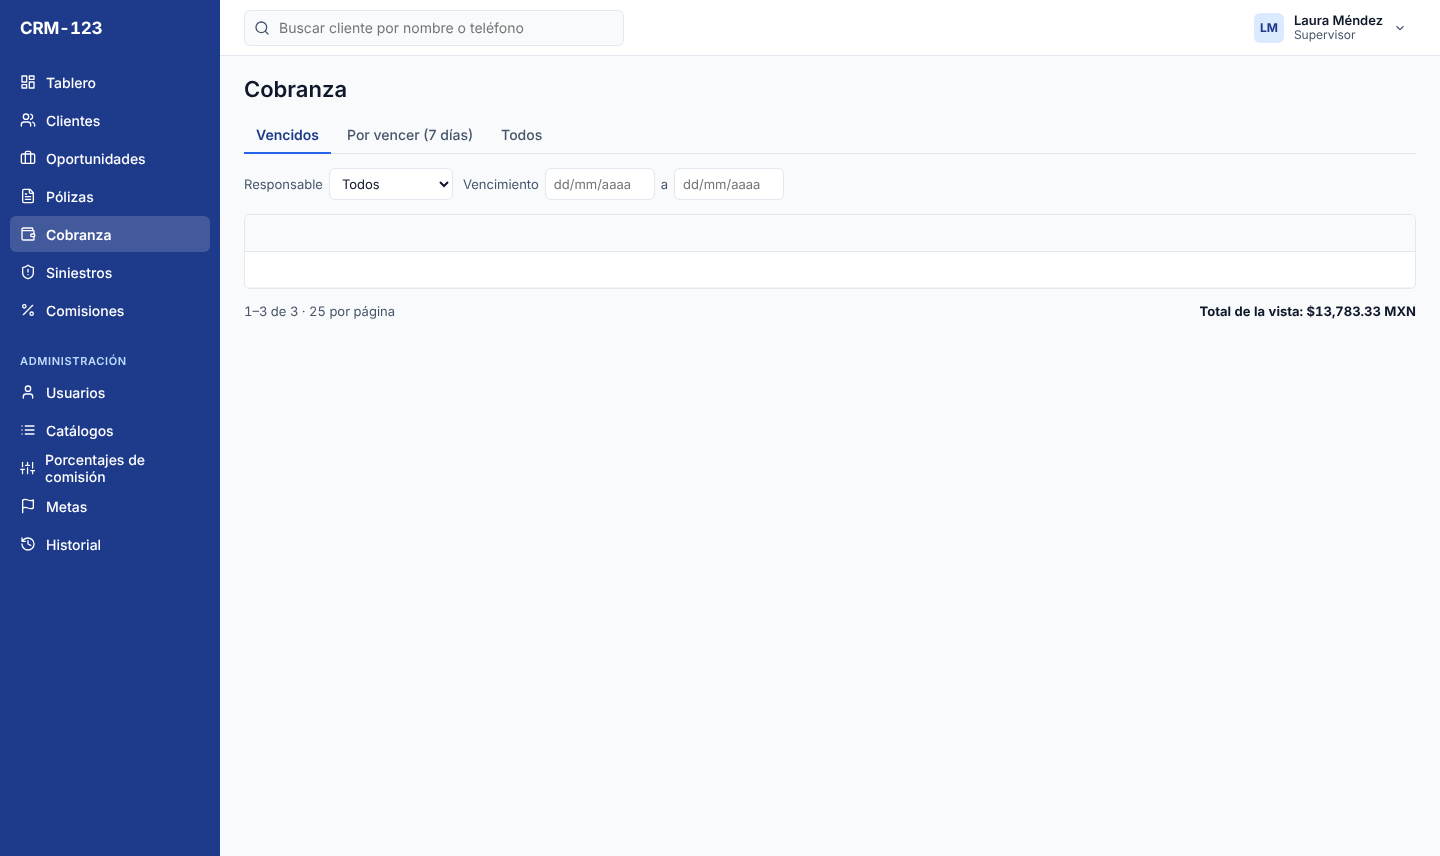 CRM-123
Tablero
Clientes
Oportunidades
Pólizas
Cobranza
Siniestros
Comisiones
ADMINISTRACIÓN
Usuarios
Catálogos
Porcentajes de
comisión
Metas
Historial
Buscar cliente por nombre o teléfono
LM
Laura Méndez
Supervisor
Cobranza
Vencidos Por vencer (7 días) Todos
Responsable Todos Vencimiento dd/mm/aaaa a dd/mm/aaaa
1–3 de 3 · 25 por página
Total de la vista: $13,783.33 MXN